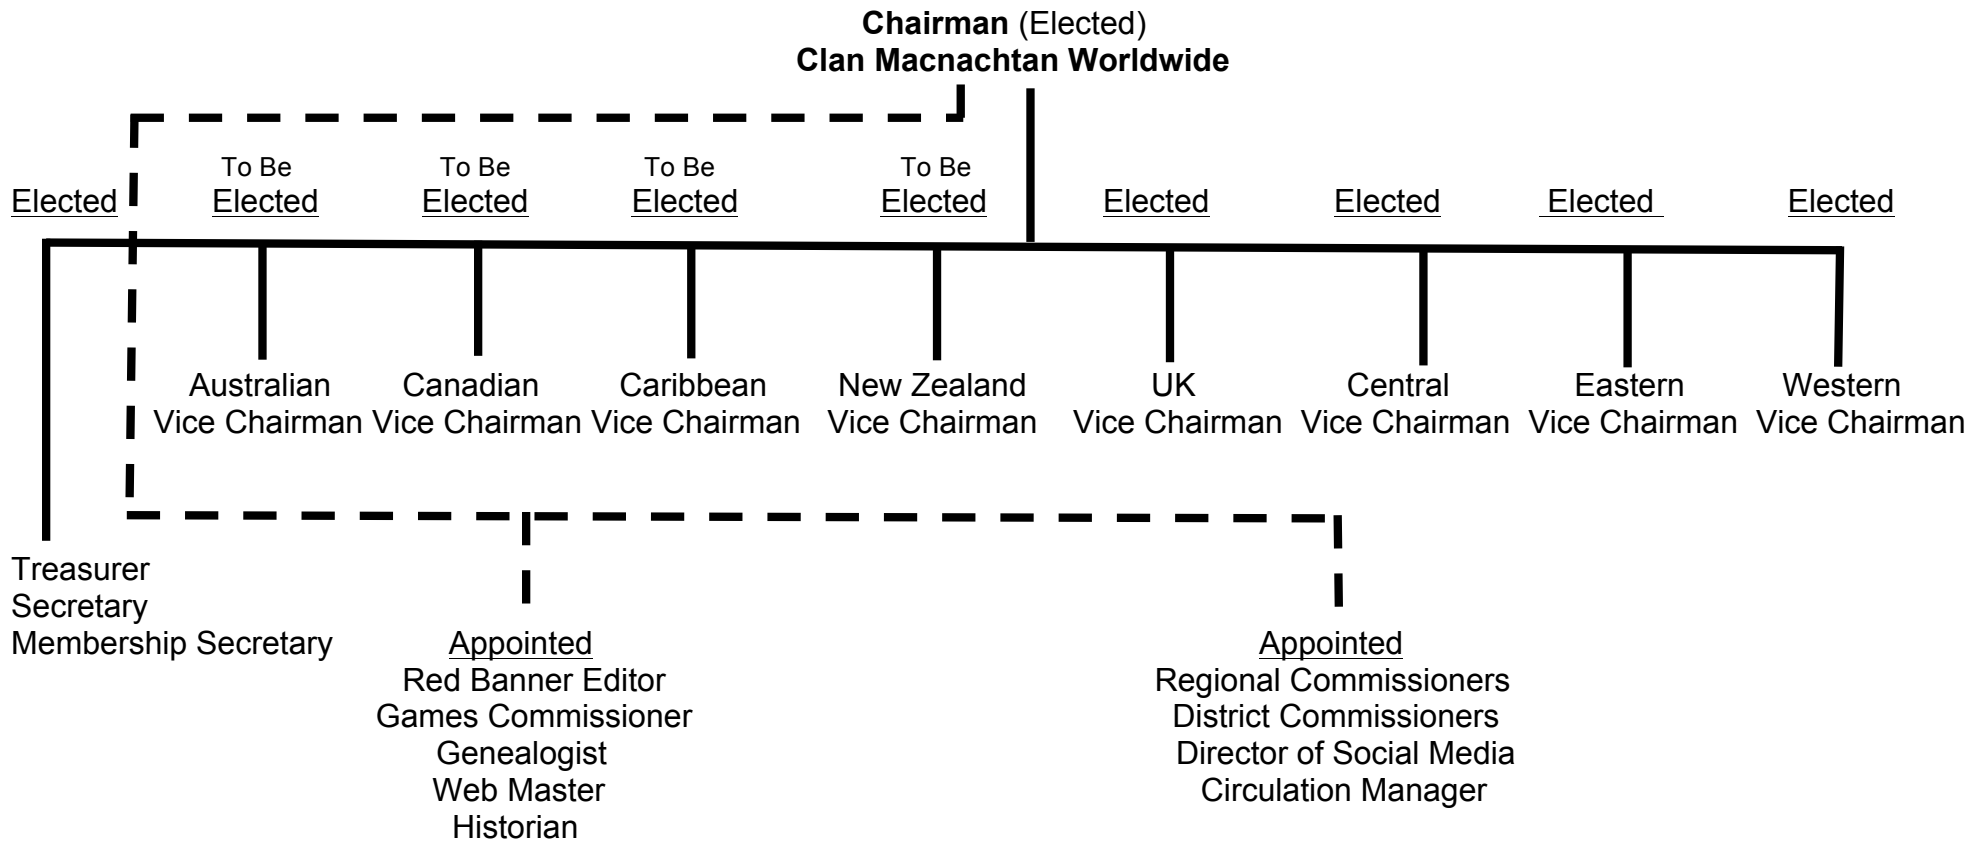 Chairman (Elected)
Clan Macnachtan Worldwide
To Be To Be To Be To Be
Elected Elected Elected Elected Elected Elected Elected Elected Elected
Australian Canadian Caribbean New Zealand UK Central Eastern Western
Vice Chairman Vice Chairman Vice Chairman Vice Chairman Vice Chairman Vice Chairman Vice Chairman Vice Chairman
Treasurer
Secretary
Membership Secretary
Appointed
Red Banner Editor
Games Commissioner
Genealogist
Web Master
Historian
Appointed
Regional Commissioners
District Commissioners
Director of Social Media
Circulation Manager